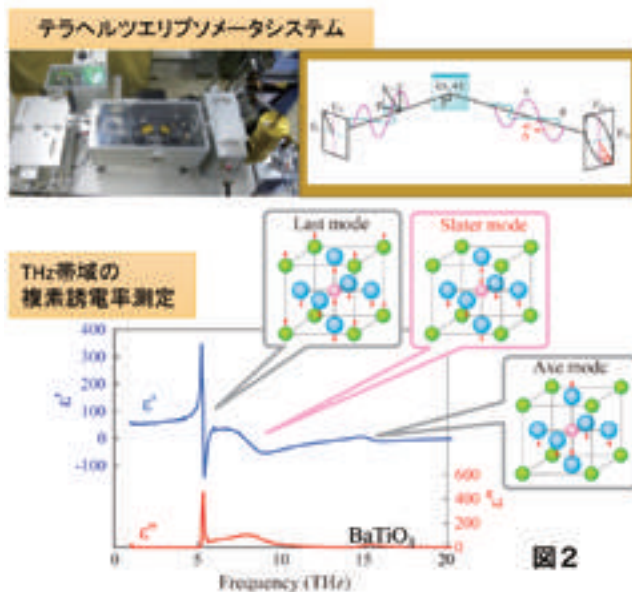 テラヘルツエリプソメータシステム
Last mode
Slater mode
THz帯域の
複素誘電率測定
400
300
200
100
0
-100
ε'
ε'
Axe mode
600
400
200
0
ε"
BaTiO₃
0
5
10
15
20
Frequency (THz)
図2